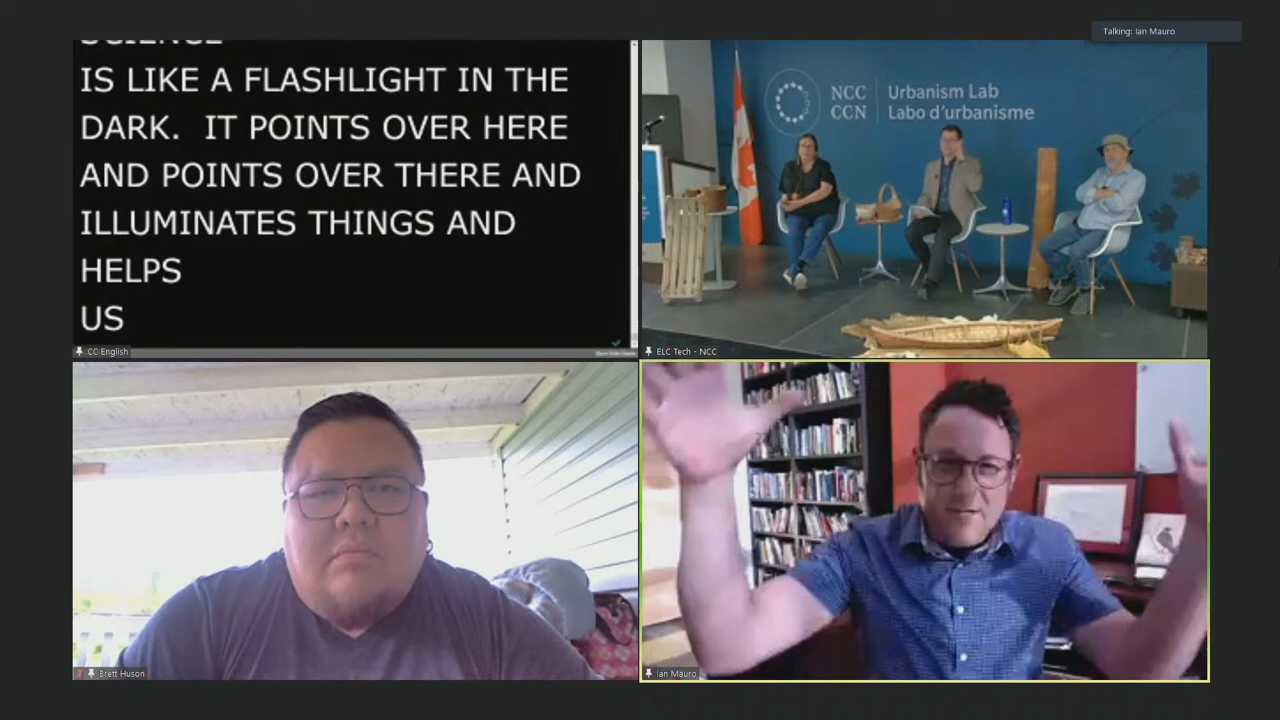 Talking: Ian Mauro
SCIENCE
IS LIKE A FLASHLIGHT IN THE
DARK.  IT POINTS OVER HERE
AND POINTS OVER THERE AND
ILLUMINATES THINGS AND
HELPS
US
CC English
NCC
CCN
Urbanism Lab
Labo d'urbanisme
ELC Tech - NCC
Brett Huson
Ian Mauro